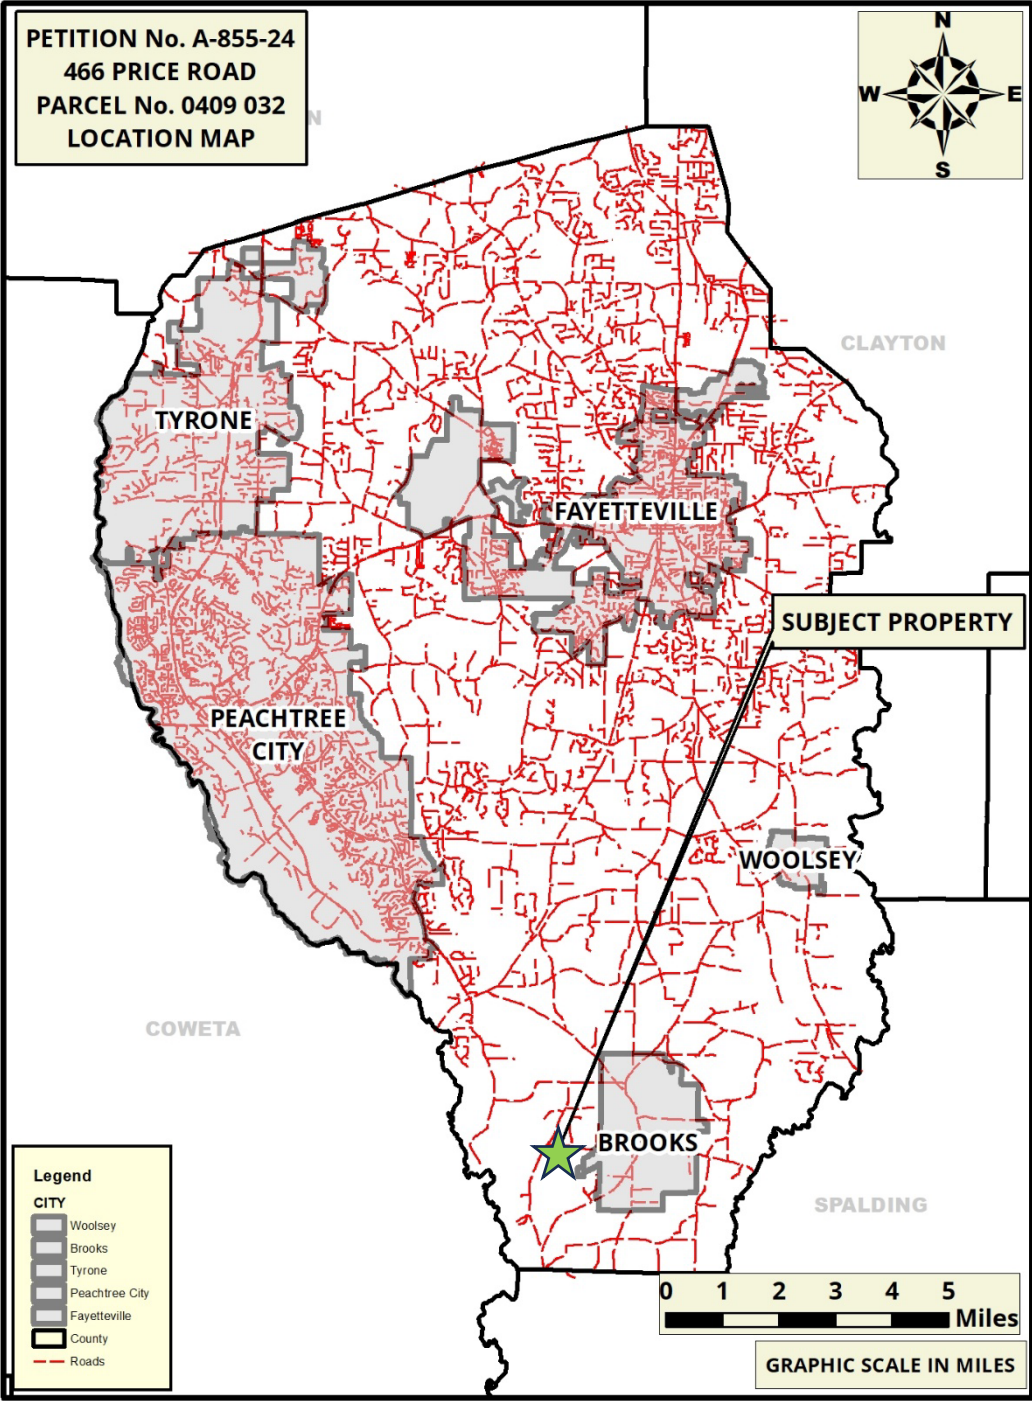 PETITION No. A-855-24
466 PRICE ROAD
PARCEL No. 0409 032
LOCATION MAP
N
N
W
E
S
CLAYTON
TYRONE
FAYETTEVILLE
SUBJECT PROPERTY
PEACHTREE
CITY
WOOLSEY
COWETA
BROOKS
SPALDING
Legend
CITY
Woolsey
Brooks
Tyrone
Peachtree City
Fayetteville
County
Roads
0 1 2 3 4 5
Miles
GRAPHIC SCALE IN MILES